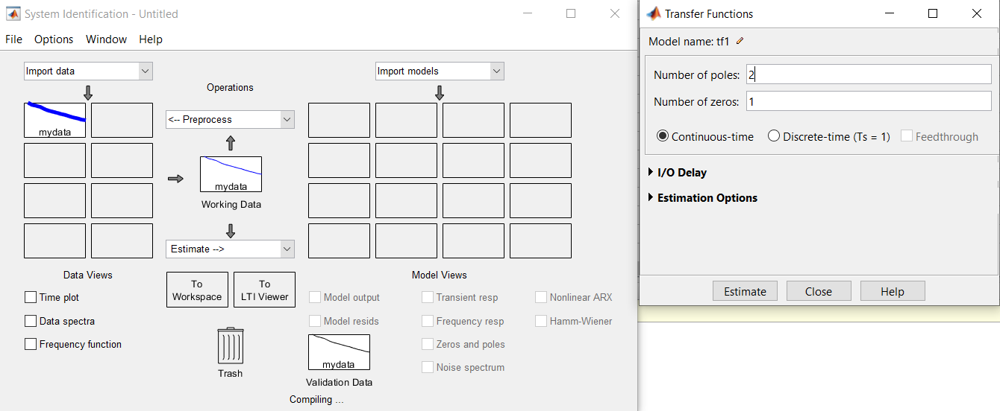 System Identification - Untitled
File Options Window Help
Import data
Operations
Import models
mydata
<-- Preprocess
mydata
Working Data
Estimate -->
Data Views
To
Workspace
To
LTI Viewer
Model Views
Time plot
Data spectra
Frequency function
Trash
Model output
Transient resp
Nonlinear ARX
Model resids
Frequency resp
Hamm-Wiener
Zeros and poles
Noise spectrum
mydata
Validation Data
Compiling ...
Transfer Functions
Model name: tf1
Number of poles: 2
Number of zeros: 1
Continuous-time Discrete-time (Ts = 1) Feedthrough
I/O Delay
Estimation Options
Estimate Close Help